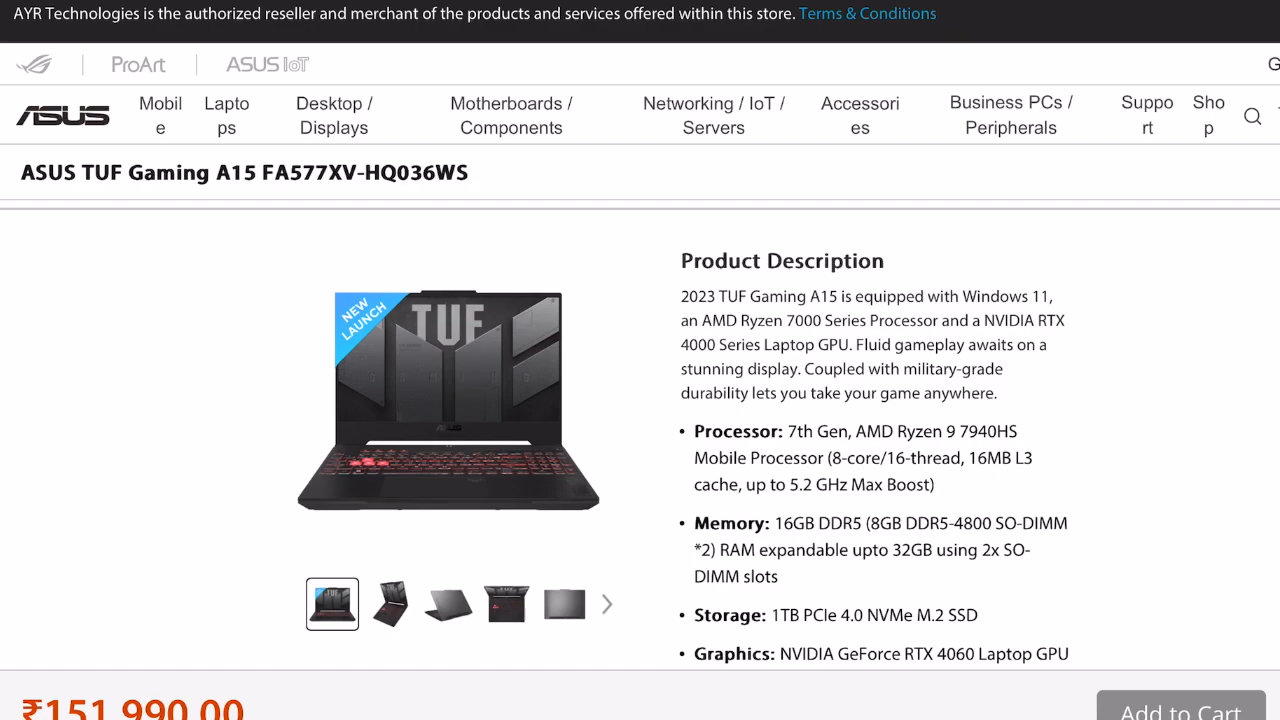 AYR Technologies is the authorized reseller and merchant of the products and services offered within this store. Terms & Conditions
ProArt
ASUS IoT
G
ASUS
Mobil
e
Lapto
ps
Desktop /
Displays
Motherboards /
Components
Networking / IoT /
Servers
Accessori
es
Business PCs /
Peripherals
Suppo
rt
Sho
p
ASUS TUF Gaming A15 FA577XV-HQ036WS
NEW
LAUNCH
TUF
Product Description
2023 TUF Gaming A15 is equipped with Windows 11,
an AMD Ryzen 7000 Series Processor and a NVIDIA RTX
4000 Series Laptop GPU. Fluid gameplay awaits on a
stunning display. Coupled with military-grade
durability lets you take your game anywhere.
• Processor: 7th Gen, AMD Ryzen 9 7940HS
Mobile Processor (8-core/16-thread, 16MB L3
cache, up to 5.2 GHz Max Boost)
• Memory: 16GB DDR5 (8GB DDR5-4800 SO-DIMM
*2) RAM expandable upto 32GB using 2x SO-
DIMM slots
• Storage: 1TB PCIe 4.0 NVMe M.2 SSD
• Graphics: NVIDIA GeForce RTX 4060 Laptop GPU
₹151,990.00
Add to Cart